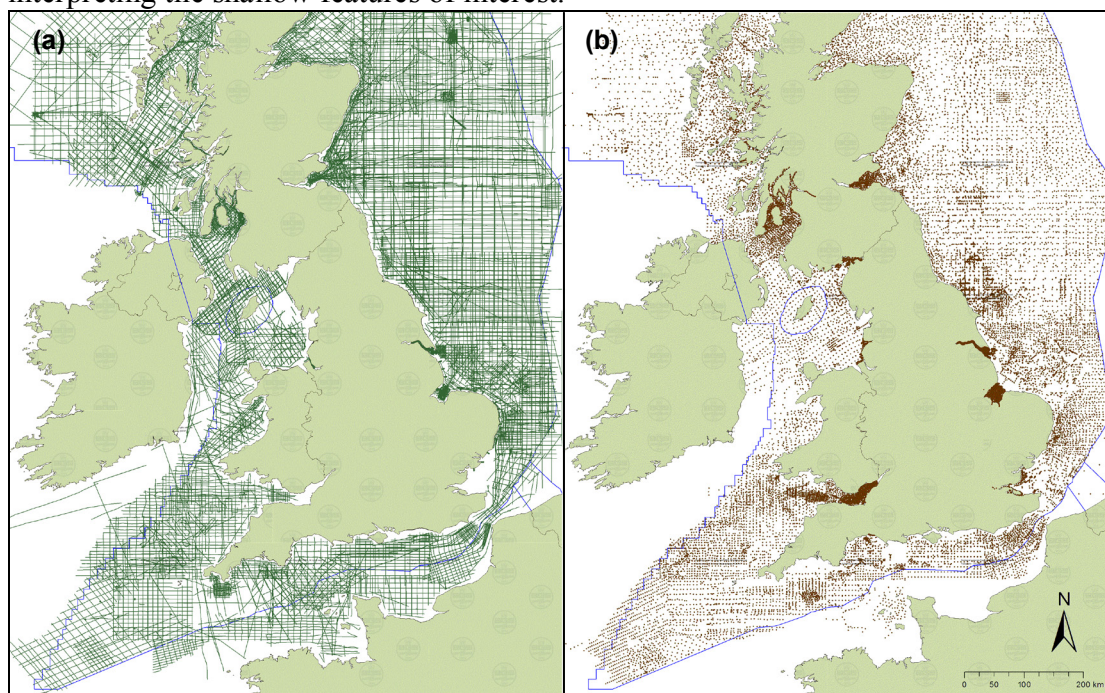 interpreting the shallow features of interest.
(a)
(b)
N
0 50 100 200 km